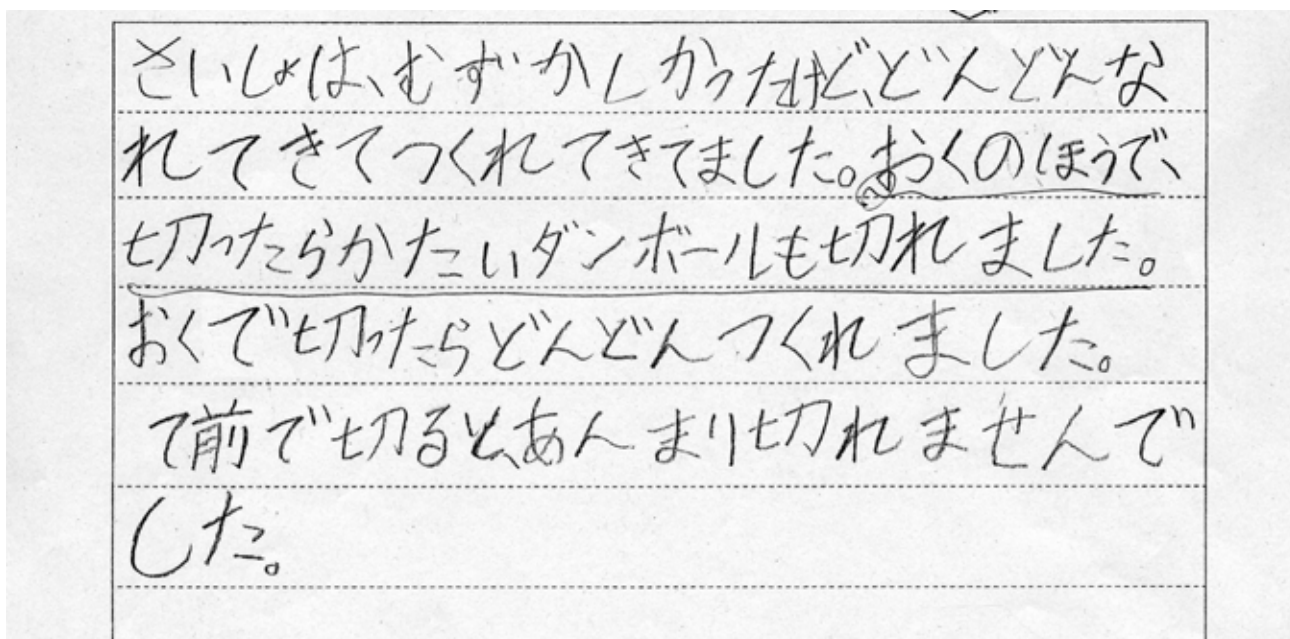 さいしょは、むずかしかったけど、どんどんな
れてきてつくれてきてました。おくのほうで、
切ったらかたいダンボールも切れました。
おくで切ったらどんどんつくれました。
て前で切ると、あんまり切れませんで
した。